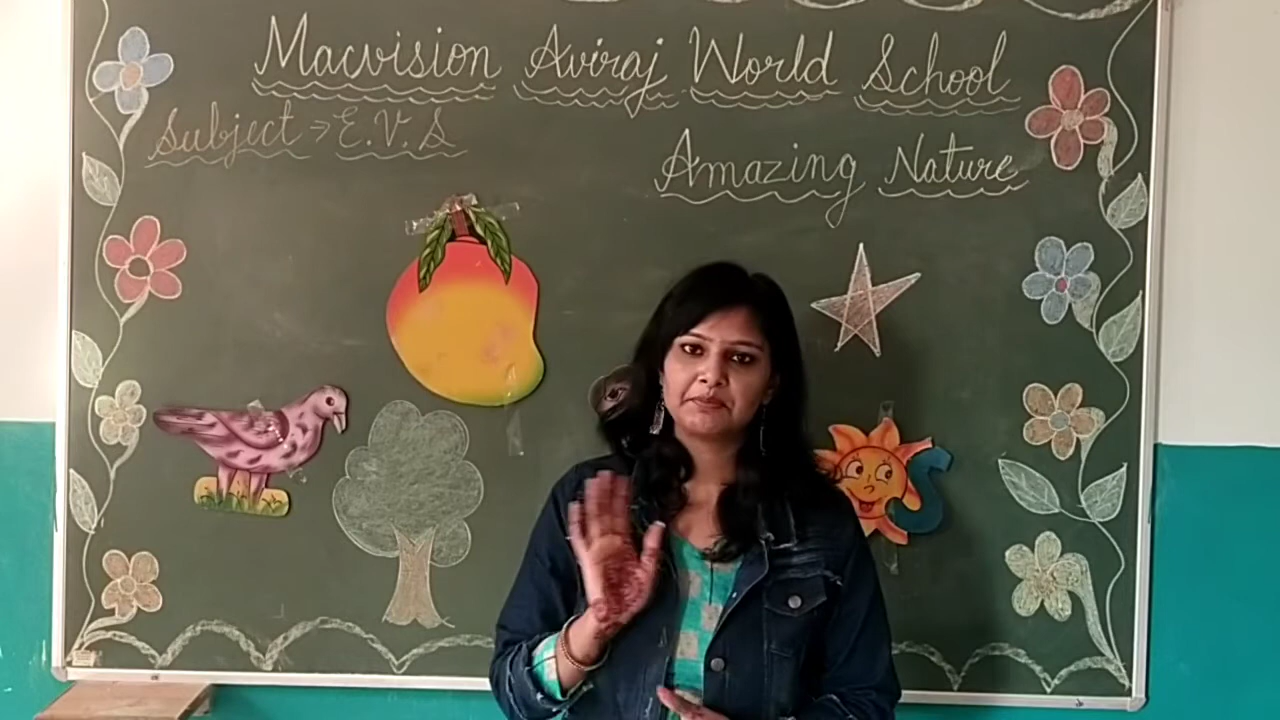 Macvision Aviraj World School
Subject → E.V.S
Amazing Nature
S